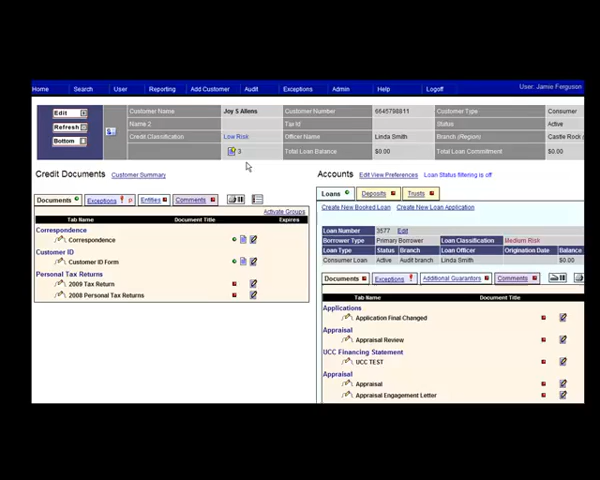 Home Search User Reporting Add Customer Audit Exceptions Admin Help Logoff User: Jamie Ferguson
Edit
Refresh
Bottom
Customer Name Joy S Allens Customer Number 6645798811 Customer Type Consumer
Name 2 Tax Id Status Active
Credit Classification Low Risk Officer Name Linda Smith Branch (Region) Castle Rock
3 Total Loan Balance $0.00 Total Loan Commitment $0.00
Credit Documents Customer Summary
Documents Exceptions Entities Comments
Activate Groups
Tab Name Document Title Expires
Correspondence
Correspondence
Customer ID
Customer ID Form
Personal Tax Returns
2009 Tax Return
2008 Personal Tax Returns
Accounts Edit View Preferences Loan Status filtering is off
Loans Deposits Trusts
Create New Booked Loan Create New Loan Application
Loan Number 3577 Edit
Borrower Type Primary Borrower Loan Classification Medium Risk
Loan Type Status Branch Loan Officer Origination Date Balance
Consumer Loan Active Audit branch Linda Smith $0.00
Documents Exceptions Additional Guarantors Comments
Tab Name Document Title
Applications
Application Final Changed
Appraisal
Appraisal Review
UCC Financing Statement
UCC TEST
Appraisal
Appraisal
Appraisal Engagement Letter